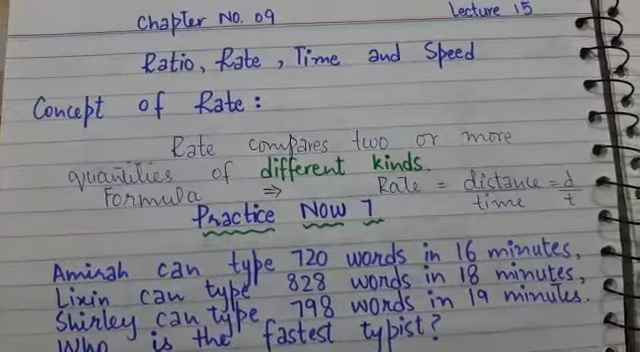 Chapter No. 09
Lecture 15
Ratio, Rate, Time and Speed
Concept of Rate:
Rate compares two or more
quantities of different kinds.
Formula ⇒ Rate = distance/time = d/t
Practice Now 7
Amirah can type 720 words in 16 minutes,
Lixin can type 828 words in 18 minutes,
Shirley can type 798 words in 19 minutes.
Who is the fastest typist?